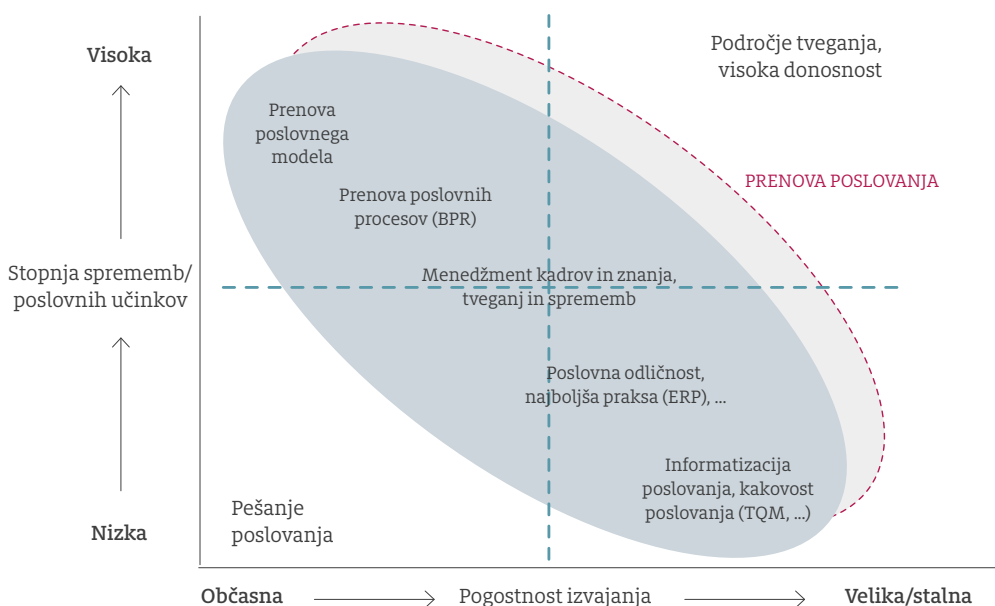 Visoka
Področje tveganja,
visoka donosnost
Prenova
poslovnega
modela
PRENOVA POSLOVANJA
Prenova poslovnih
procesov (BPR)
Stopnja sprememb/
poslovnih učinkov
Menedžment kadrov in znanja,
tveganj in sprememb
Poslovna odličnost,
najboljša praksa (ERP), ...
Informatizacija
poslovanja, kakovost
poslovanja (TQM, ...)
Pešanje
poslovanja
Nizka
Občasna
Pogostnost izvajanja
Velika/stalna